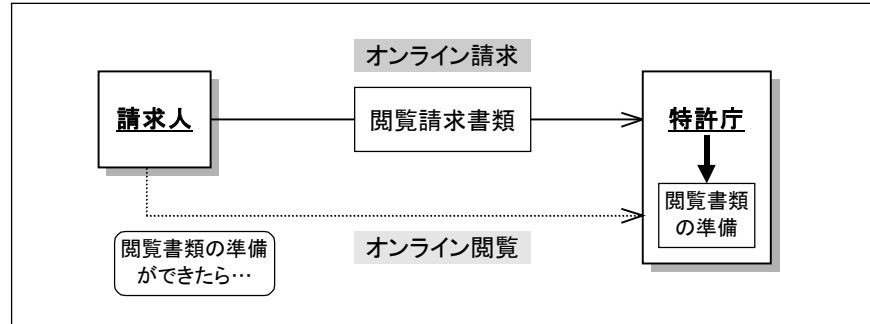 オンライン請求
請求人
閲覧請求書類
特許庁
閲覧書類
の準備
閲覧書類の準備
ができたら…
オンライン閲覧